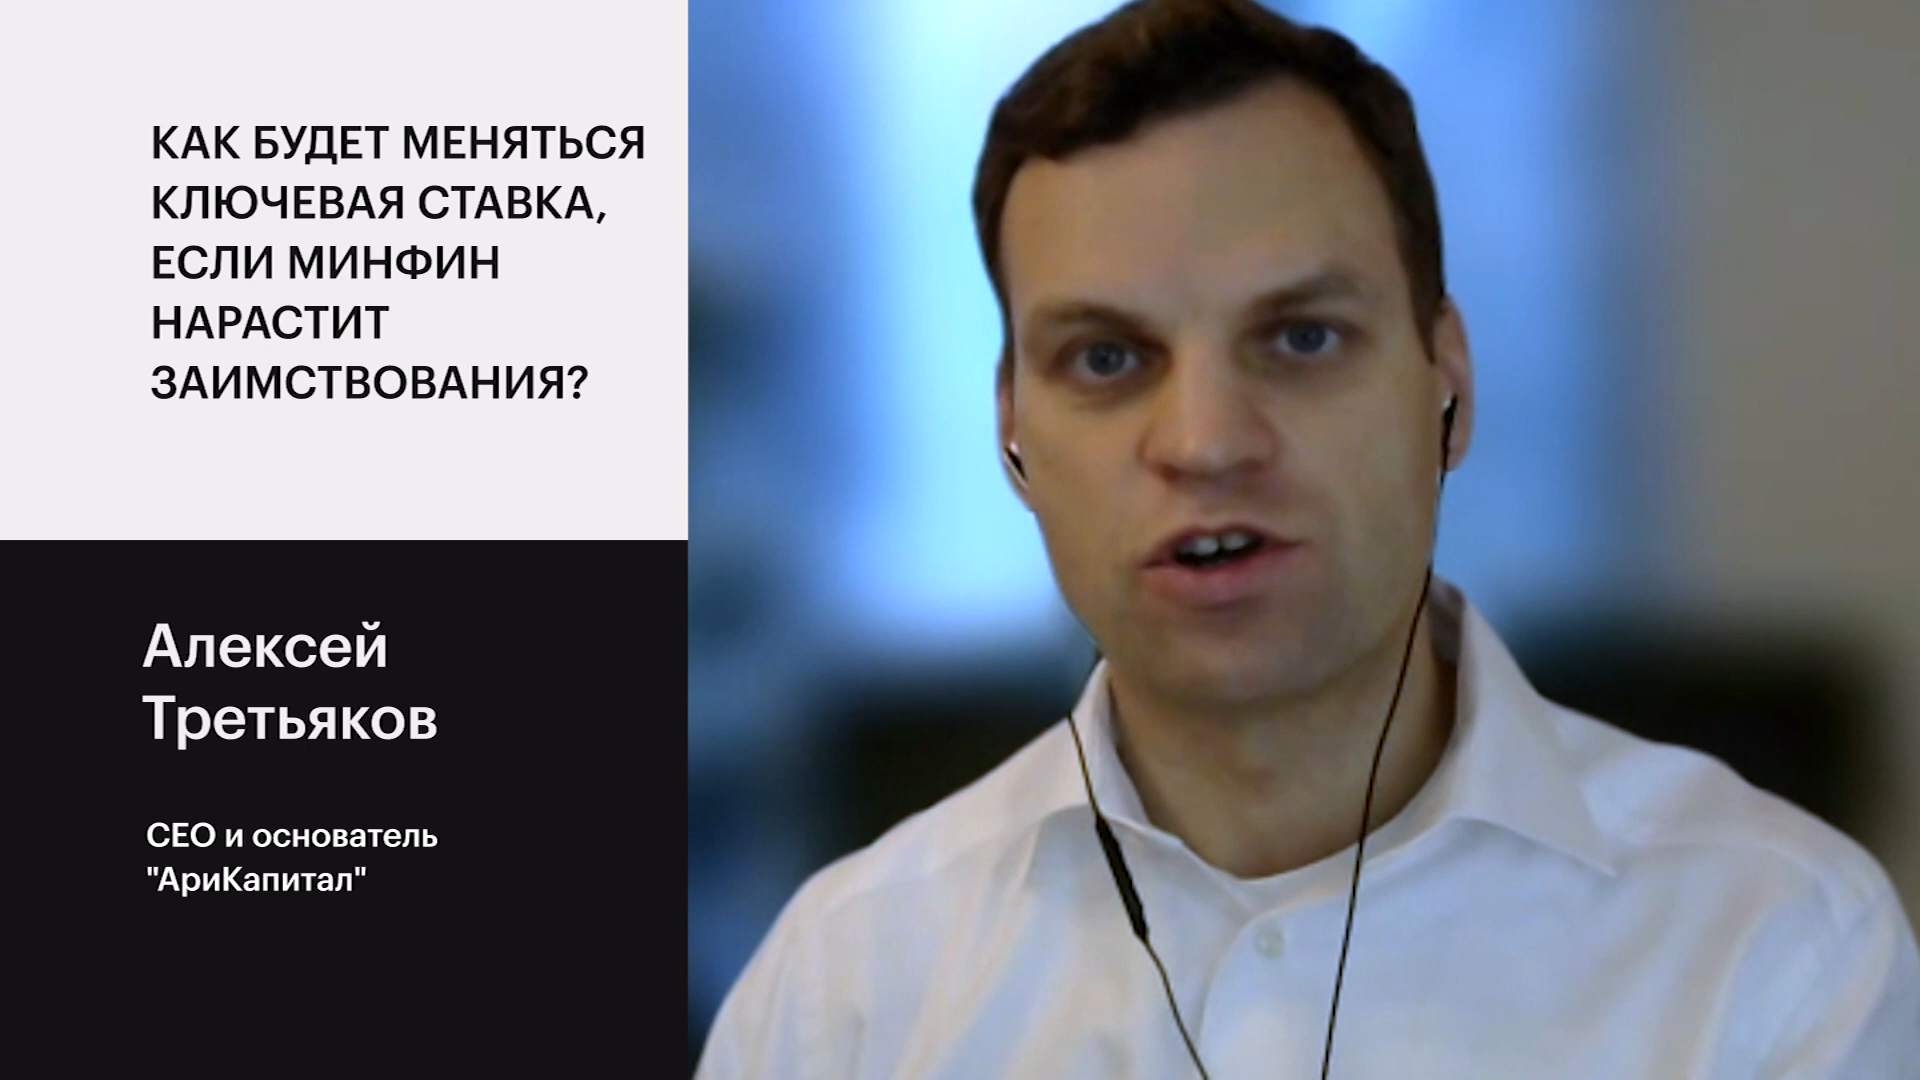 КАК БУДЕТ МЕНЯТЬСЯ
КЛЮЧЕВАЯ СТАВКА,
ЕСЛИ МИНФИН
НАРАСТИТ
ЗАИМСТВОВАНИЯ?
Алексей
Третьяков
CEO и основатель
"АриКапитал"